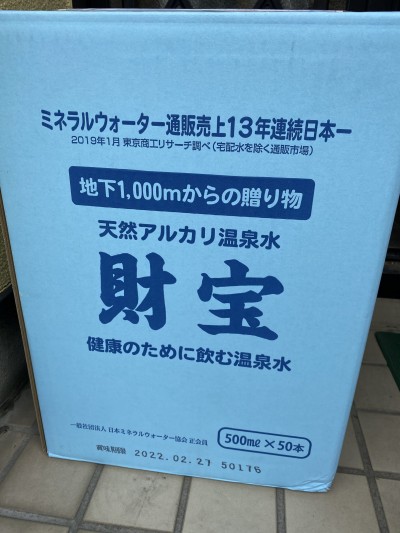 ミネラルウォーター通販売上13年連続日本一
2019年1月 東京商工リサーチ調べ(宅配水を除く通販市場)
地下1,000mからの贈り物
天然アルカリ温泉水
財宝
健康のために飲む温泉水
一般社団法人 日本ミネラルウォーター協会 正会員
500mℓ×50本
賞味期限 2022.02.27 50176